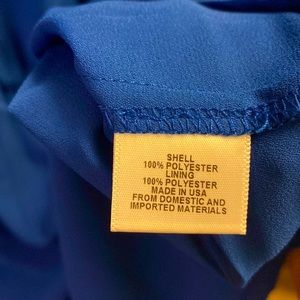 SHELL
100% POLYESTER
LINING
100% POLYESTER
MADE IN USA
FROM DOMESTIC AND
IMPORTED MATERIALS